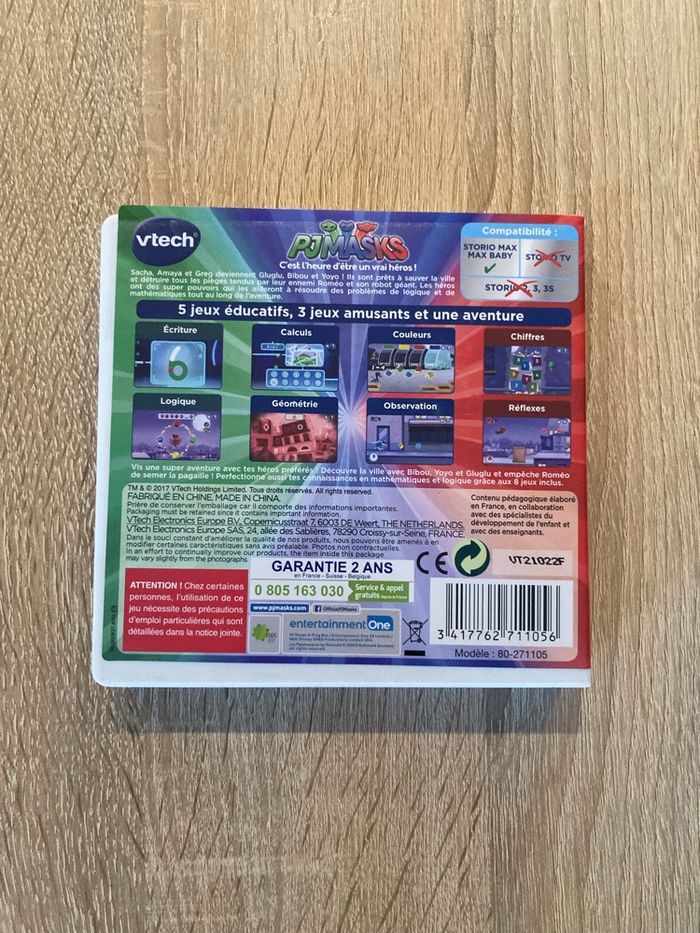 vtech
PJMASKS
C'est l'heure d'être un vrai héros !
Sacha, Amaya et Greg deviennent Gluglu, Bibou et Yoyo ! Ils sont prêts à sauver la ville
et détruire tous les pièges tendus par leur ennemi Roméo et son robot géant. Les héros
ont des super pouvoirs qui les aideront à résoudre des problèmes de logique et de
mathématiques tout au long de l'aventure.
Compatibilité :
STORIO MAX
MAX BABY
STORIO TV
STORIO 2, 3, 3S
5 jeux éducatifs, 3 jeux amusants et une aventure
Écriture
Calculs
Couleurs
Chiffres
Logique
Géométrie
Observation
Réflexes
Vis une super aventure avec tes héros préférés ! Découvre la ville avec Bibou, Yoyo et Gluglu et empêche Roméo
de semer la pagaille ! Perfectionne aussi tes connaissances en mathématiques et logique grâce aux 8 jeux inclus.
TM & © 2017 VTech Holdings Limited. Tous droits réservés. All rights reserved.
FABRIQUÉ EN CHINE. MADE IN CHINA.
Prière de conserver l'emballage car il comporte des informations importantes.
Packaging must be retained since it contains important information.
VTech Electronics Europe B.V., Copernicusstraat 7, 6003 DE Weert, THE NETHERLANDS.
VTech Electronics Europe SAS, 24, allée des Sablières, 78290 Croissy-sur-Seine, FRANCE.
Dans le souci constant d'améliorer la qualité de nos produits, nous pouvons être amenés à en
modifier certaines caractéristiques sans avis préalable. Photos non contractuelles.
In an effort to continually improve our products, the item inside this package
may vary slightly from the photographs.
Contenu pédagogique élaboré
en France, en collaboration
avec des spécialistes du
développement de l'enfant et
avec des enseignants.
CE
VT21022F
GARANTIE 2 ANS
en France - Suisse - Belgique
0 805 163 030
Service & appel
gratuits
ATTENTION ! Chez certaines
personnes, l'utilisation de ce
jeu nécessite des précautions
d'emploi particulières qui sont
détaillées dans la notice jointe.
www.pjmasks.com
f OfficialPJMasks
entertainmentOne
3 417762 711056
Modèle : 80-271105